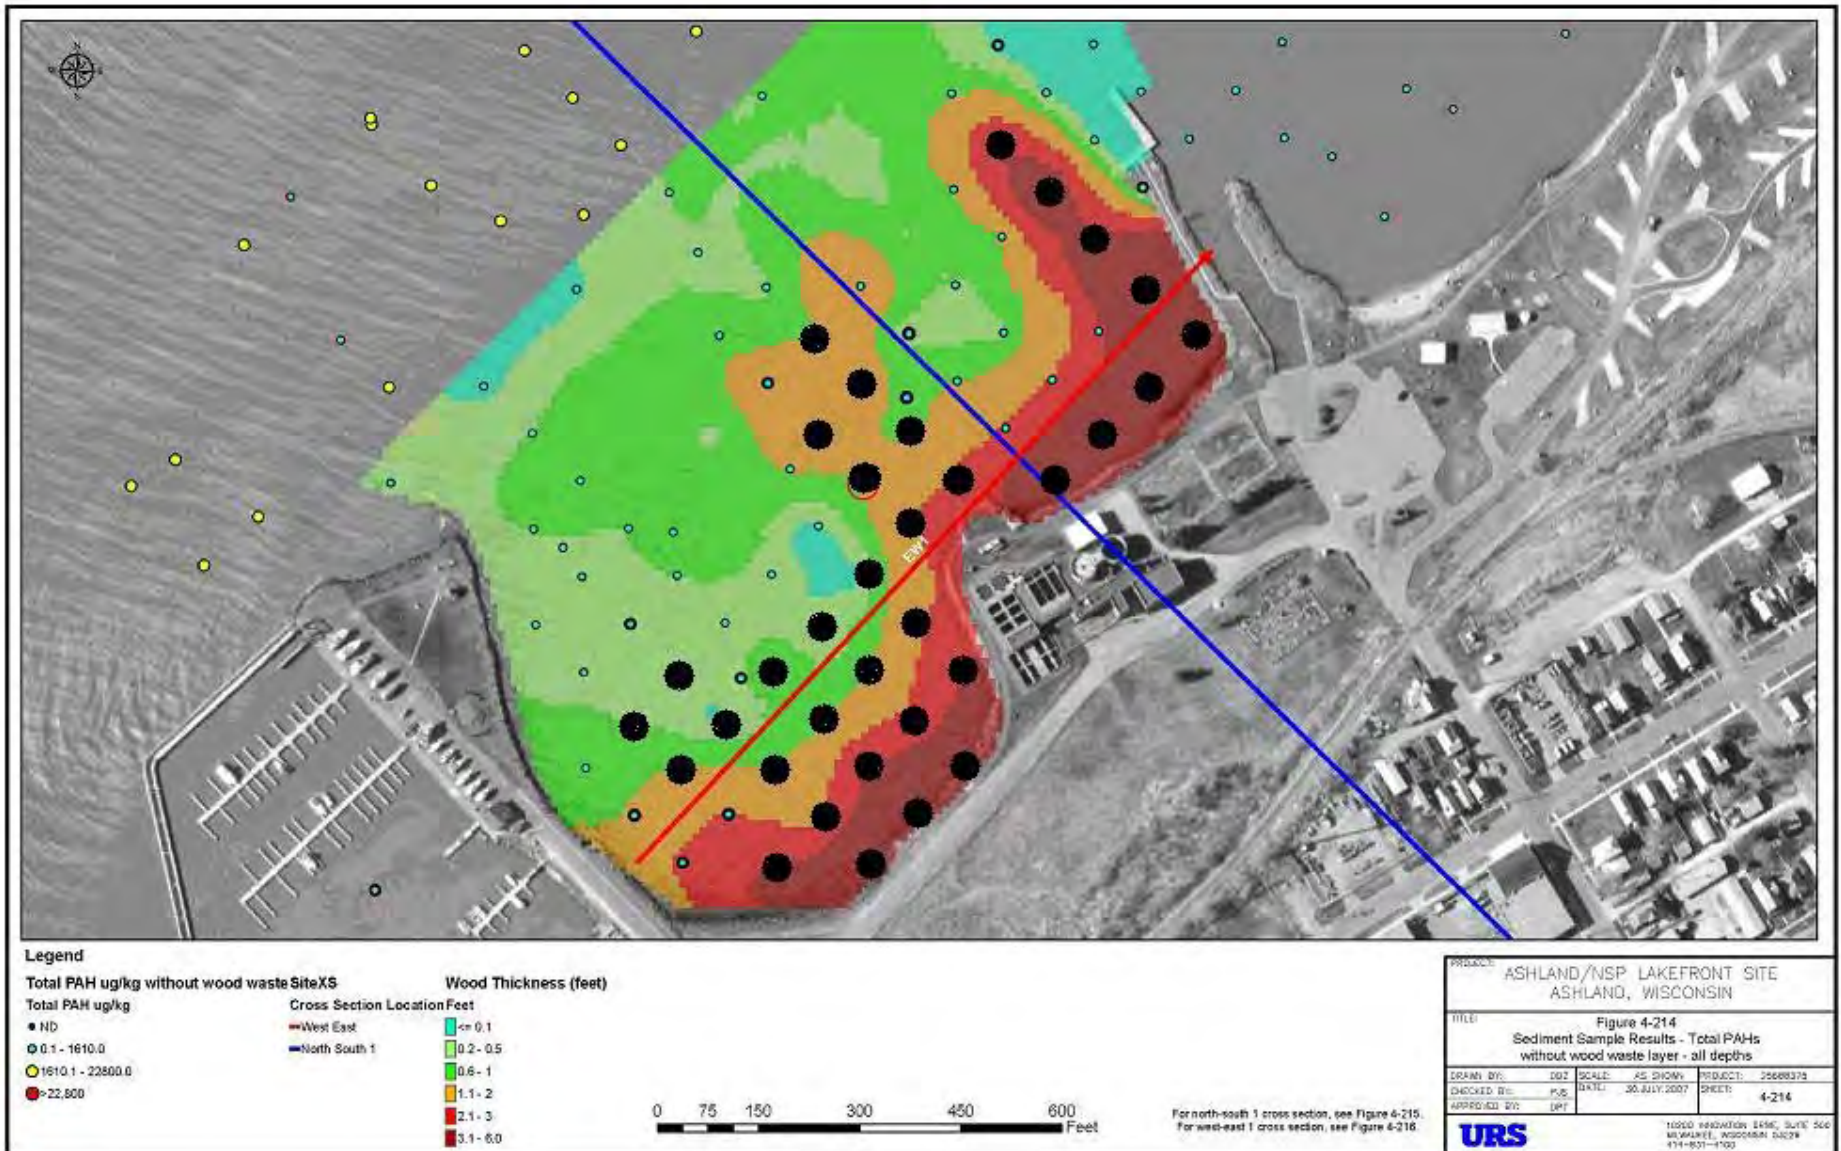 N
EW1
Legend
Total PAH ug/kg without wood waste
Total PAH ug/kg
ND
0.1 - 1610.0
1610.1 - 22800.0
>22,800
SiteXS
Cross Section Location
West East
North South 1
Wood Thickness (feet)
Feet
<= 0.1
0.2 - 0.5
0.6 - 1
1.1 - 2
2.1 - 3
3.1 - 6.0
0 75 150 300 450 600
Feet
For north-south 1 cross section, see Figure 4-215.
For west-east 1 cross section, see Figure 4-216.
PROJECT:
ASHLAND/NSP LAKEFRONT SITE
ASHLAND, WISCONSIN
TITLE:
Figure 4-214
Sediment Sample Results - Total PAHs
without wood waste layer - all depths
DRAWN BY: SCALE: AS SHOWN PROJECT:
CHECKED BY: PJS DATE: 30 JULY 2007 SHEET:
4-214
APPROVED BY:
URS
MILWAUKEE, WISCONSIN